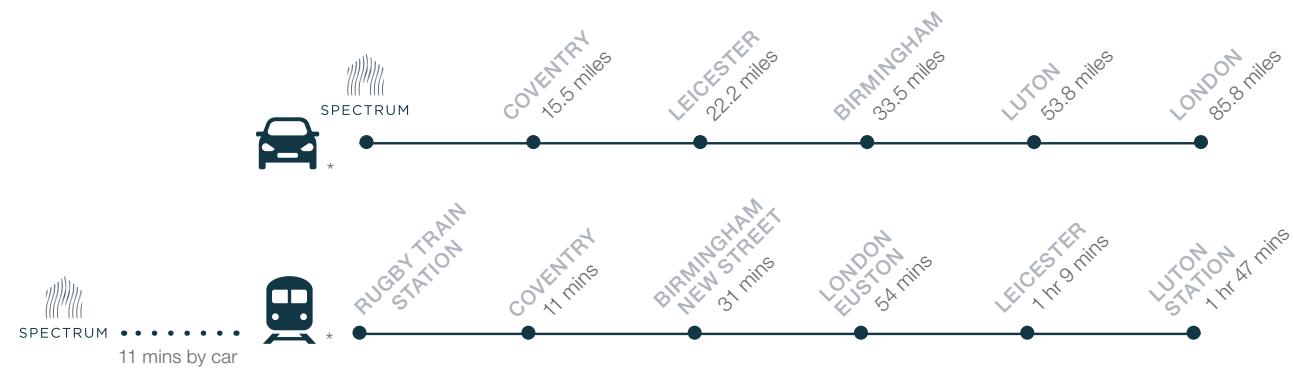 SPECTRUM
COVENTRY
15.5 miles
LEICESTER
22.2 miles
BIRMINGHAM
33.5 miles
LUTON
53.8 miles
LONDON
85.8 miles
*
SPECTRUM
11 mins by car
*
RUGBY TRAIN
STATION
COVENTRY
11 mins
BIRMINGHAM
NEW STREET
31 mins
LONDON
EUSTON
54 mins
LEICESTER
1 hr 9 mins
LUTON
STATION
1 hr 47 mins